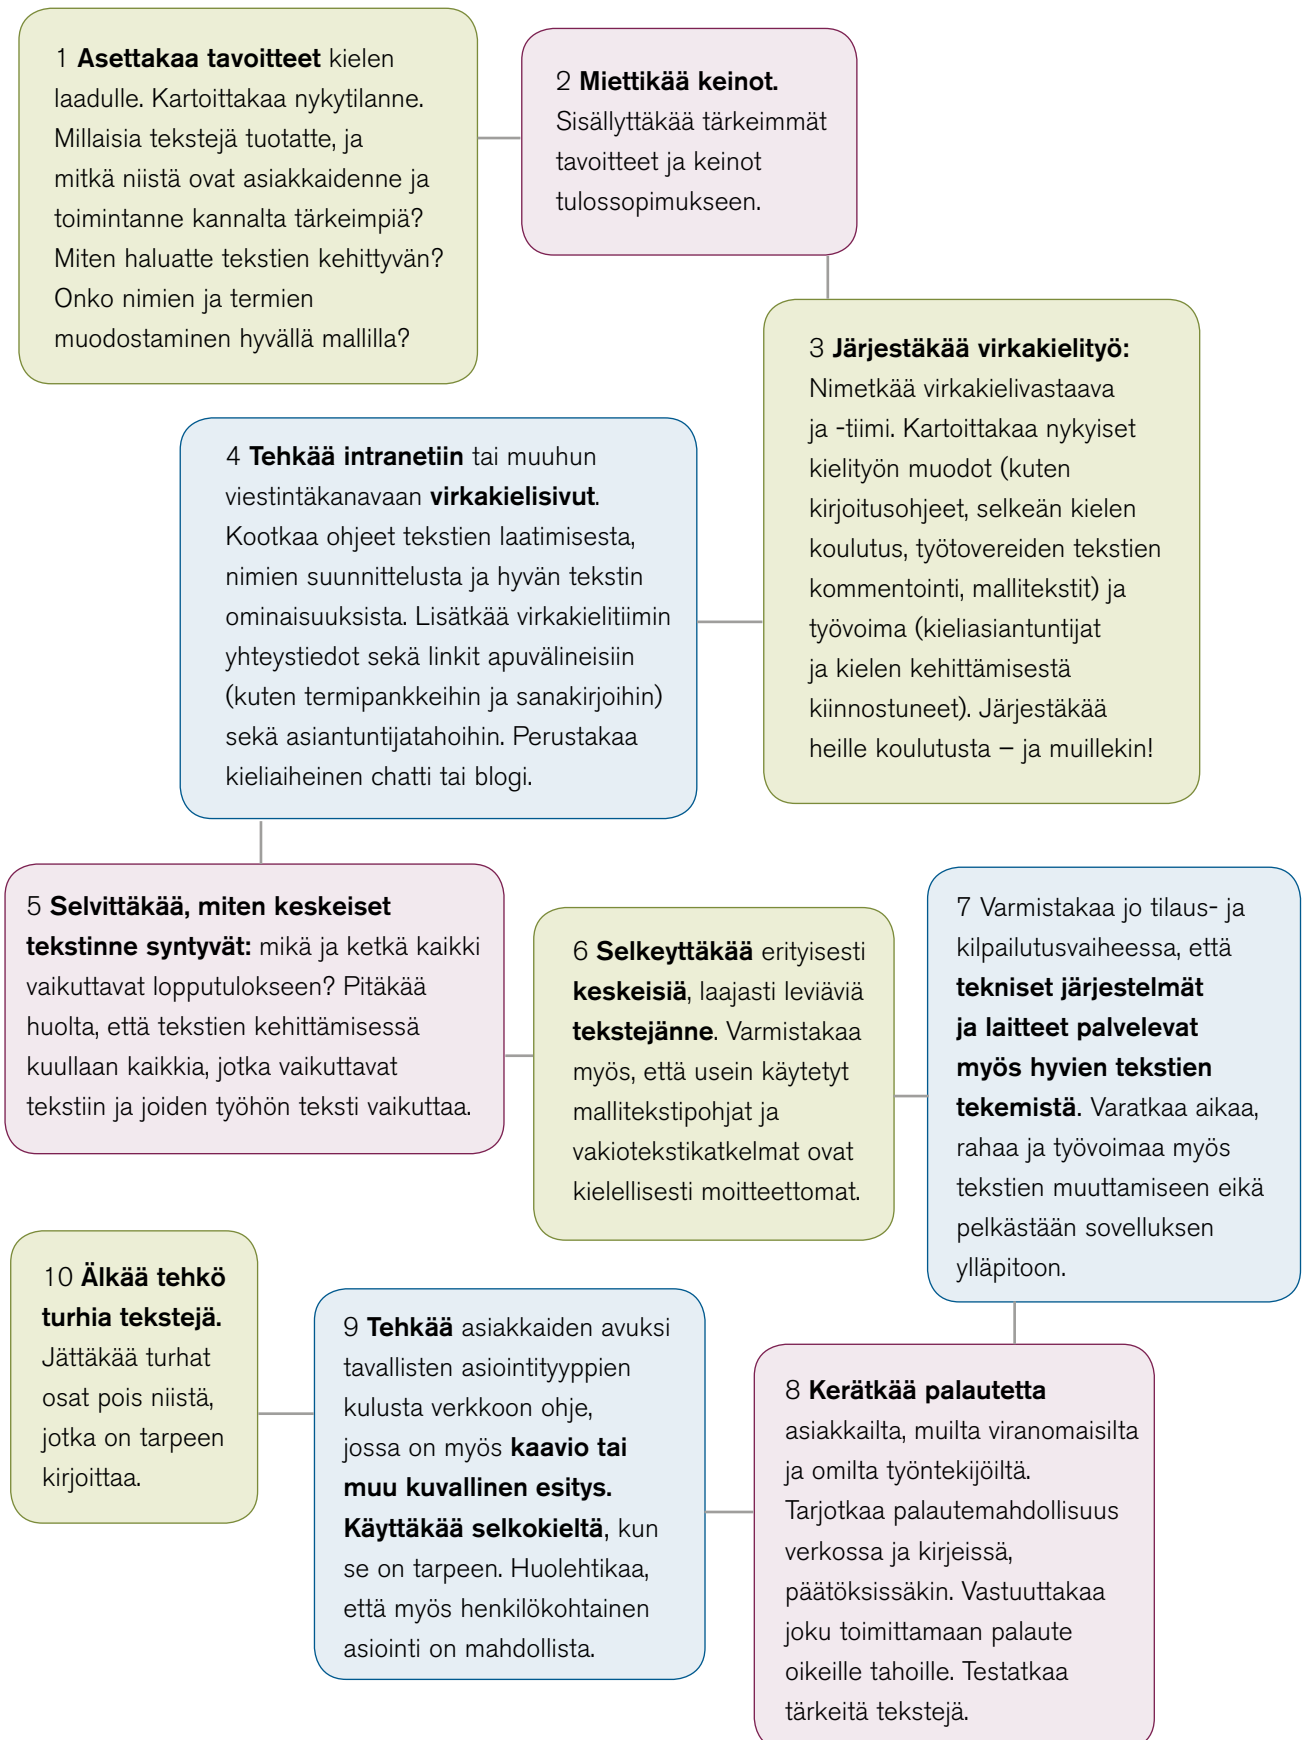 1 Asettakaa tavoitteet kielen
laadulle. Kartoittakaa nykytilanne.
Millaisia tekstejä tuotatte, ja
mitkä niistä ovat asiakkaidenne ja
toimintanne kannalta tärkeimpiä?
Miten haluatte tekstien kehittyvän?
Onko nimien ja termien
muodostaminen hyvällä mallilla?
2 Miettikää keinot.
Sisällyttäkää tärkeimmät
tavoitteet ja keinot
tulossopimukseen.
3 Järjestäkää virkakielityö:
Nimetkää virkakielivastaava
ja -tiimi. Kartoittakaa nykyiset
kielityön muodot (kuten
kirjoitusohjeet, selkeän kielen
koulutus, työtovereiden tekstien
kommentointi, mallitekstit) ja
työvoima (kieliasiantuntijat
ja kielen kehittämisestä
kiinnostuneet). Järjestäkää
heille koulutusta – ja muillekin!
4 Tehkää intranetiin tai muuhun
viestintäkanavaan virkakielisivut.
Kootkaa ohjeet tekstien laatimisesta,
nimien suunnittelusta ja hyvän tekstin
ominaisuuksista. Lisätkää virkakielitiimin
yhteystiedot sekä linkit apuvälineisiin
(kuten termipankkeihin ja sanakirjoihin)
sekä asiantuntijatahoihin. Perustakaa
kieliaiheinen chatti tai blogi.
5 Selvittäkää, miten keskeiset
tekstinne syntyvät: mikä ja ketkä kaikki
vaikuttavat lopputulokseen? Pitäkää
huolta, että tekstien kehittämisessä
kuullaan kaikkia, jotka vaikuttavat
tekstiin ja joiden työhön teksti vaikuttaa.
6 Selkeyttäkää erityisesti
keskeisiä, laajasti leviäviä
tekstejänne. Varmistakaa
myös, että usein käytetyt
mallitekstipohjat ja
vakiotekstikatkelmat ovat
kielellisesti moitteettomat.
7 Varmistakaa jo tilaus- ja
kilpailutusvaiheessa, että
tekniset järjestelmät
ja laitteet palvelevat
myös hyvien tekstien
tekemistä. Varatkaa aikaa,
rahaa ja työvoimaa myös
tekstien muuttamiseen eikä
pelkästään sovelluksen
ylläpitoon.
8 Kerätkää palautetta
asiakkailta, muilta viranomaisilta
ja omilta työntekijöiltä.
Tarjotkaa palautemahdollisuus
verkossa ja kirjeissä,
päätöksissäkin. Vastuuttakaa
joku toimittamaan palaute
oikeille tahoille. Testatkaa
tärkeitä tekstejä.
9 Tehkää asiakkaiden avuksi
tavallisten asiointityyppien
kulusta verkkoon ohje,
jossa on myös kaavio tai
muu kuvallinen esitys.
Käyttäkää selkokieltä, kun
se on tarpeen. Huolehtikaa,
että myös henkilökohtainen
asiointi on mahdollista.
10 Älkää tehkö
turhia tekstejä.
Jättäkää turhat
osat pois niistä,
jotka on tarpeen
kirjoittaa.